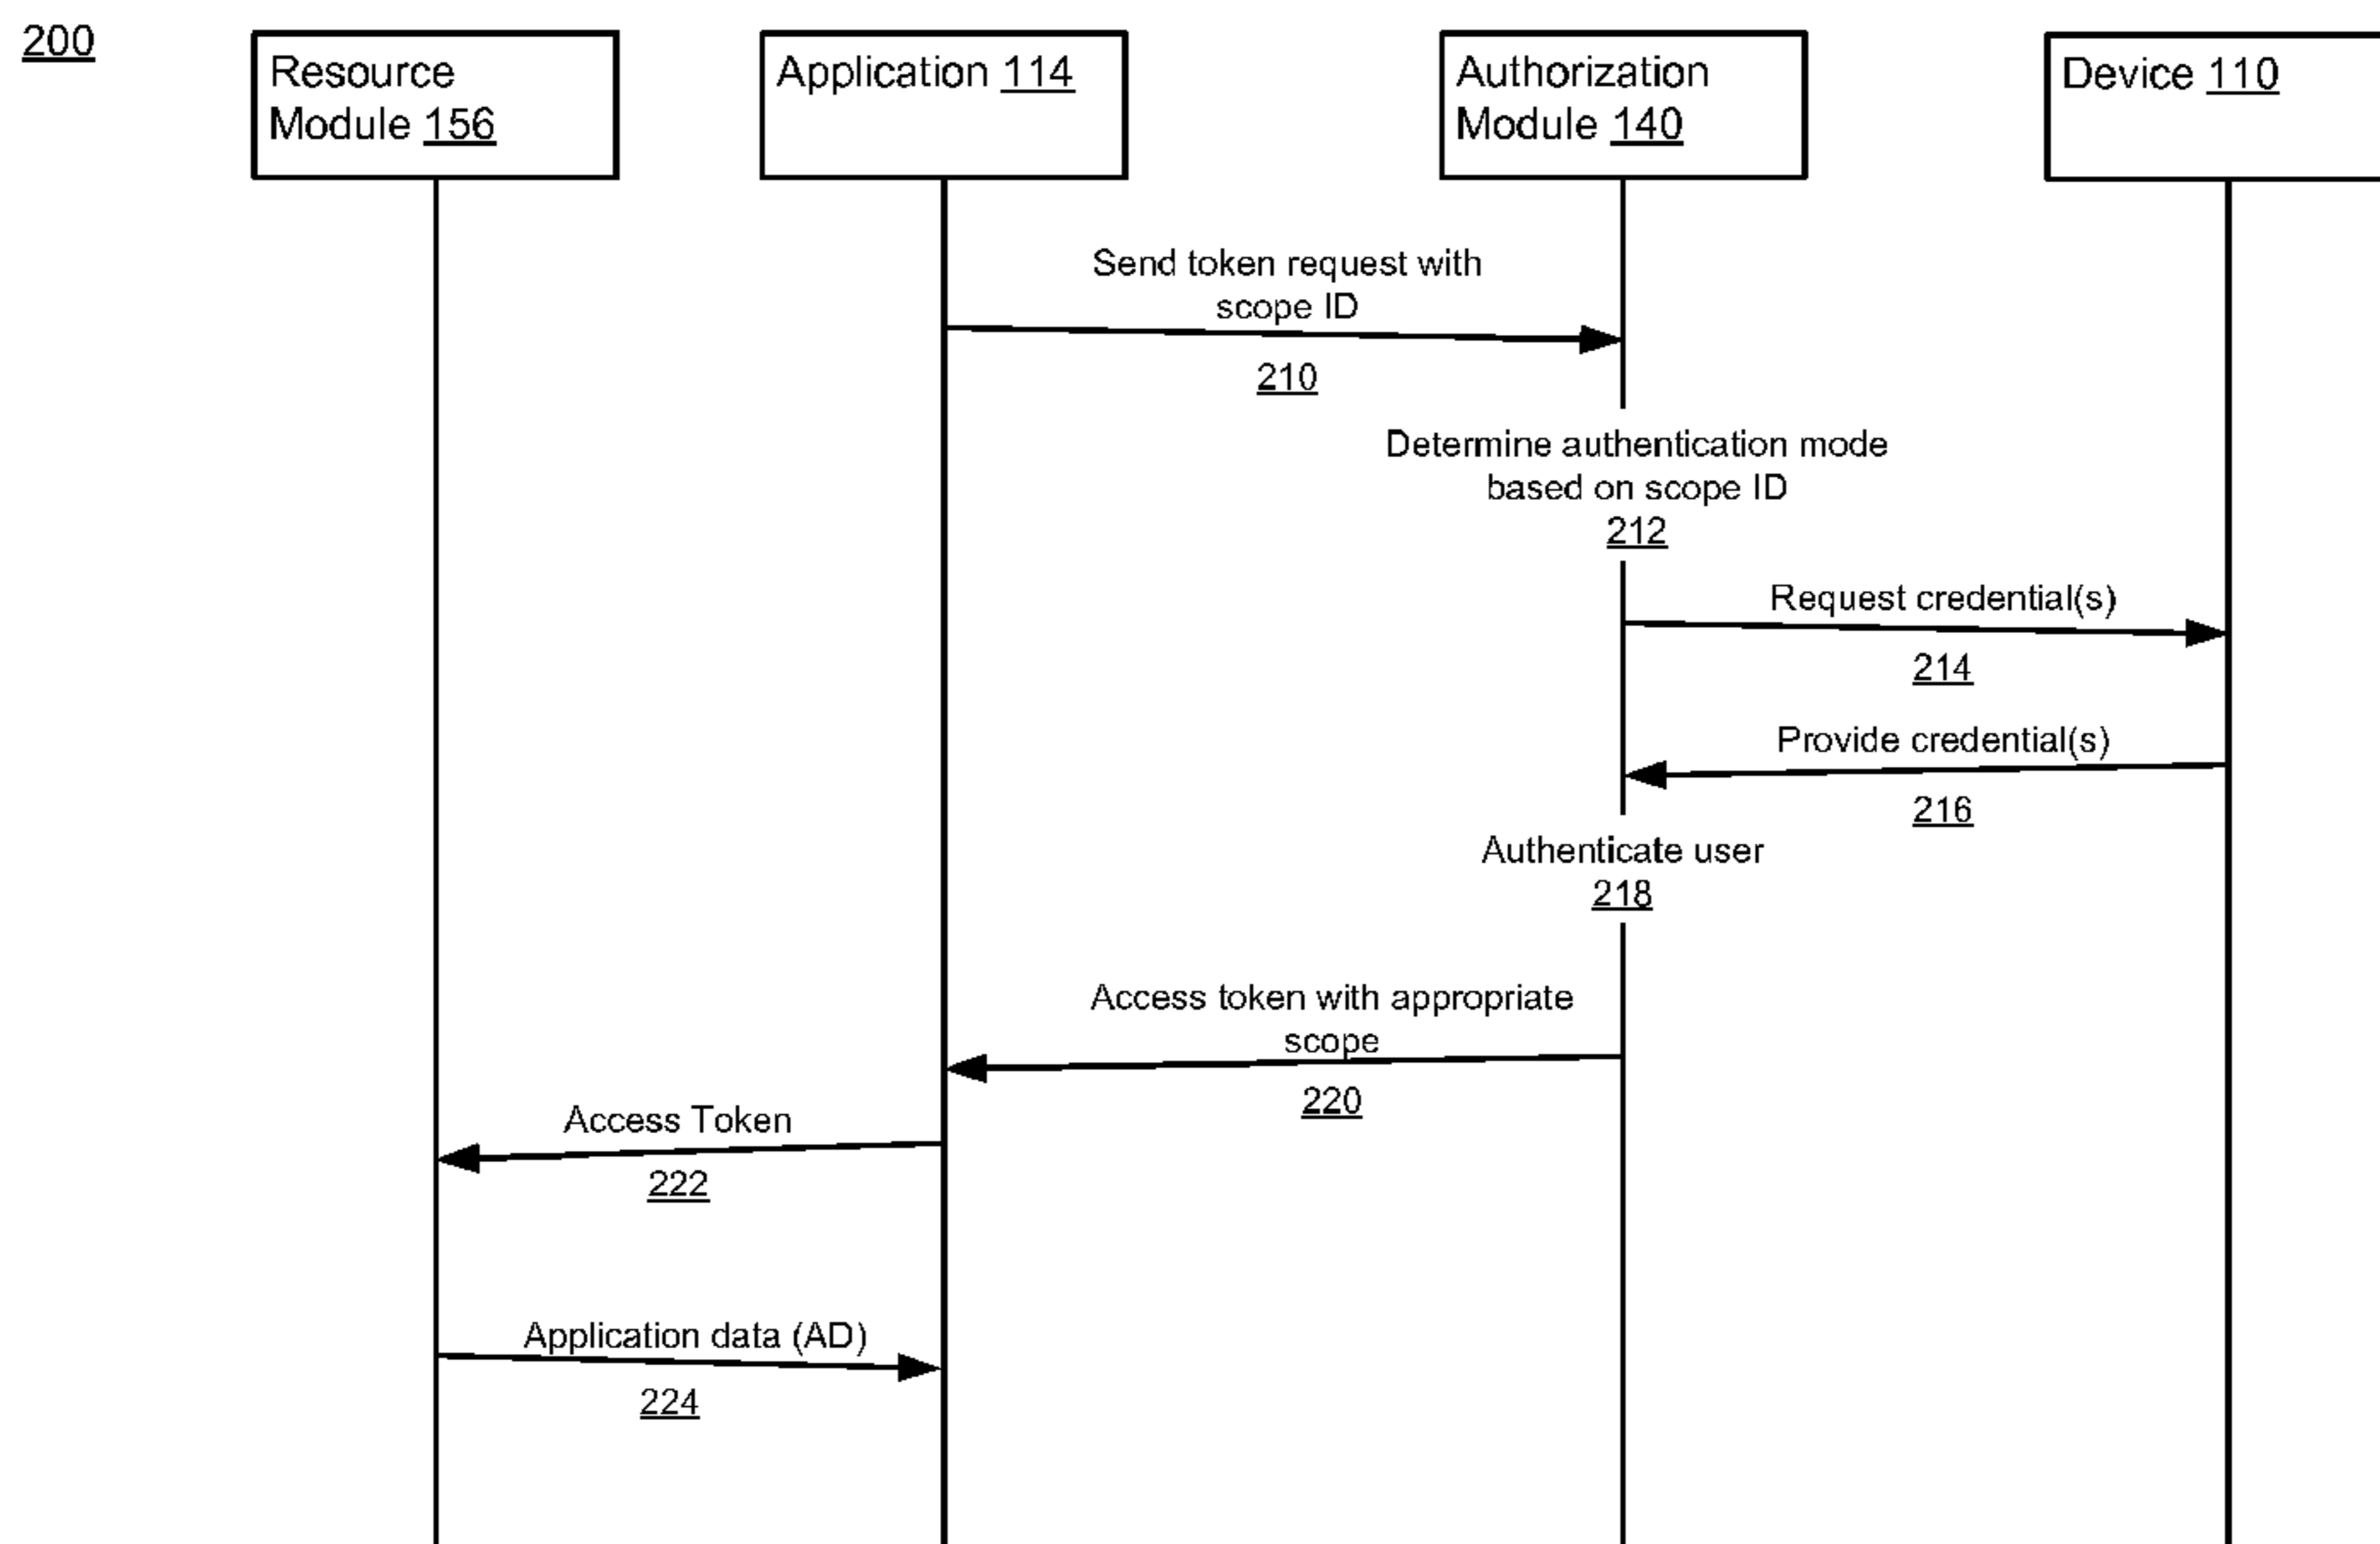 200
Resource
Module 156
Application 114
Authorization
Module 140
Device 110
Send token request with
scope ID
210
Determine authentication mode
based on scope ID
212
Request credential(s)
214
Provide credential(s)
216
Authenticate user
218
Access token with appropriate
scope
220
Access Token
222
Application data (AD)
224